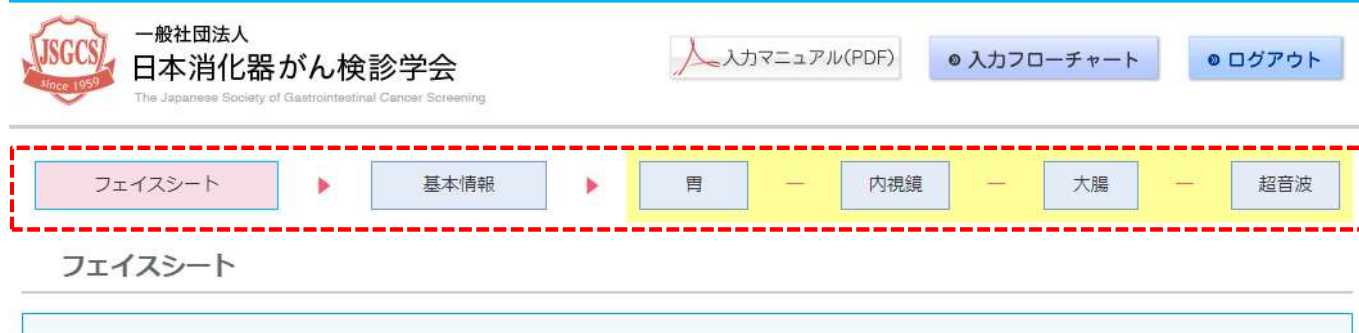 JSGCS
since 1959
一般社団法人
日本消化器がん検診学会
The Japanese Society of Gastrointestinal Cancer Screening
入力マニュアル(PDF)
入力フローチャート
ログアウト
フェイスシート
基本情報
胃
内視鏡
大腸
超音波
フェイスシート